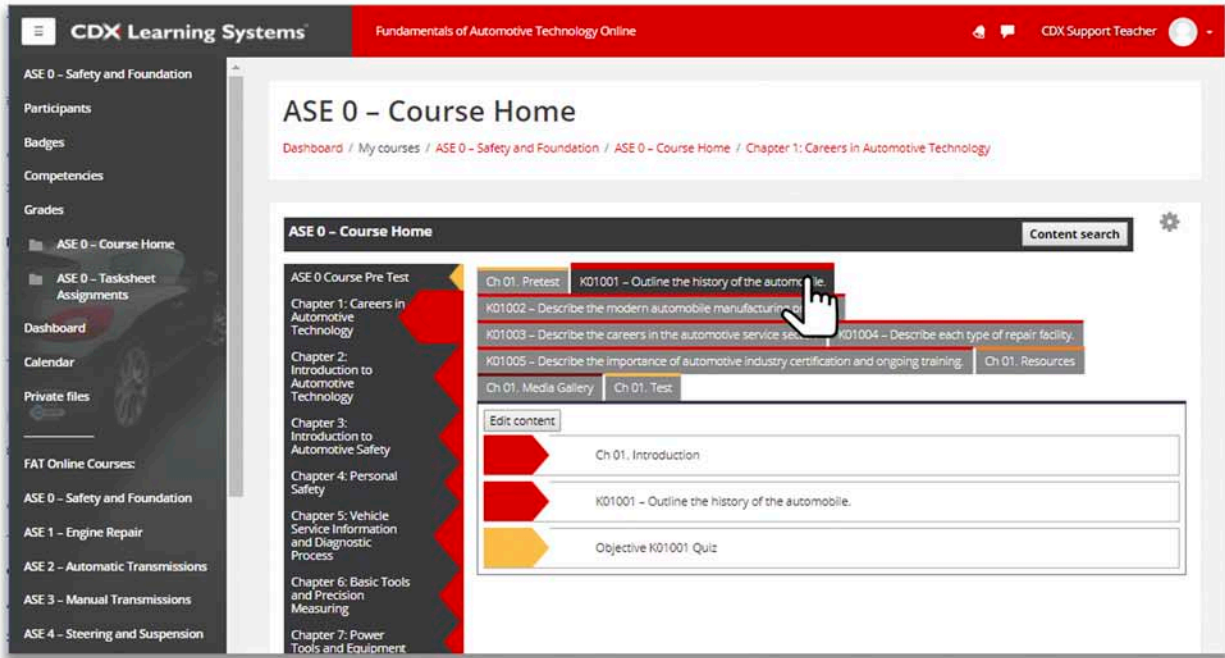 CDX Learning Systems
Fundamentals of Automotive Technology Online
CDX Support Teacher
ASE 0 – Safety and Foundation
Participants
Badges
Competencies
Grades
ASE 0 – Course Home
ASE 0 – Tasksheet
Assignments
Dashboard
Calendar
Private files
FAT Online Courses:
ASE 0 – Safety and Foundation
ASE 1 – Engine Repair
ASE 2 – Automatic Transmissions
ASE 3 – Manual Transmissions
ASE 4 – Steering and Suspension
ASE 0 – Course Home
Dashboard / My courses / ASE 0 – Safety and Foundation / ASE 0 – Course Home / Chapter 1: Careers in Automotive Technology
ASE 0 – Course Home
Content search
ASE 0 Course Pre Test
Chapter 1: Careers in
Automotive
Technology
Chapter 2:
Introduction to
Automotive
Technology
Chapter 3:
Introduction to
Automotive Safety
Chapter 4: Personal
Safety
Chapter 5: Vehicle
Service Information
and Diagnostic
Process
Chapter 6: Basic Tools
and Precision
Measuring
Chapter 7: Power
Tools and Equipment
Ch 01. Pretest
K01001 – Outline the history of the
K01002 – Describe the modern automobile manufacturing
K01003 – Describe the careers in the automotive service
K01004 – Describe each type of repair facility.
K01005 – Describe the importance of automotive industry certification and ongoing training.
Ch 01. Resources
Ch 01. Media Gallery
Ch 01. Test
Edit content
Ch 01. Introduction
K01001 – Outline the history of the automobile.
Objective K01001 Quiz